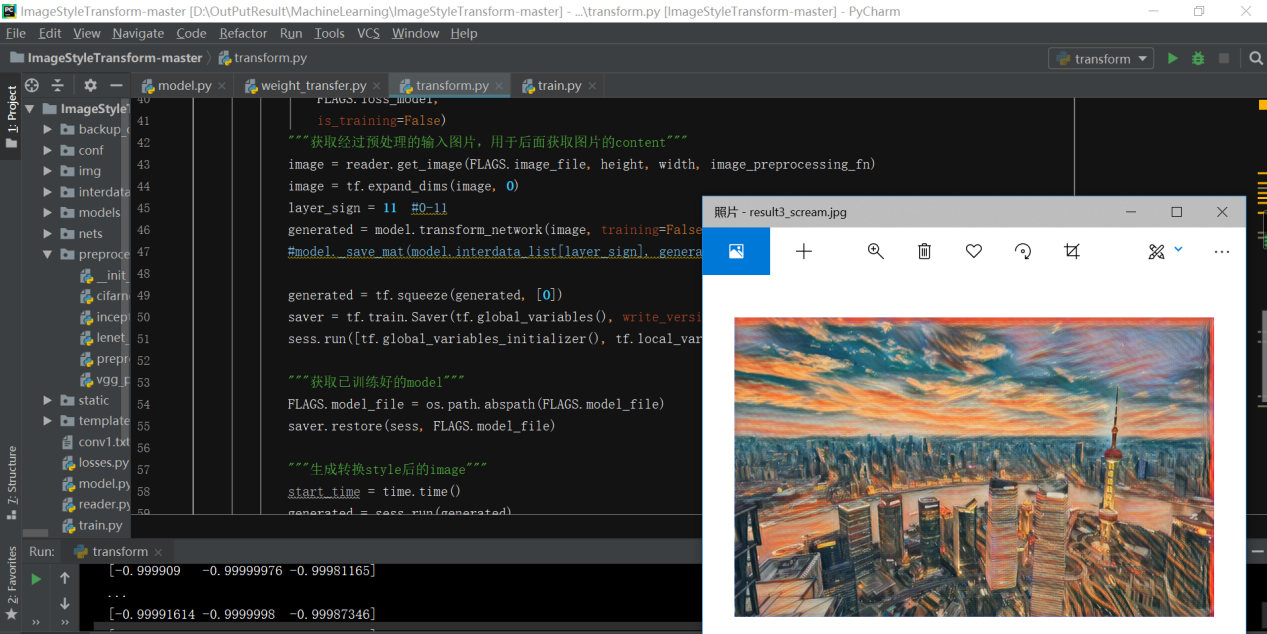 ImageStyleTransform-master [D:\OutPutResult\MachineLearning\ImageStyleTransform-master] - ...\transform.py [ImageStyleTransform-master] - PyCharm
File Edit View Navigate Code Refactor Run Tools VCS Window Help
ImageStyleTransform-master transform.py
transform
1: Project
model.py
weight_transfer.py
transform.py
train.py
ImageStyleT
backup_
conf
img
interdata
models
nets
preproce
__init_
cifarn
incept
lenet_
prepr
vgg_p
static
template
conv1.txt
losses.py
model.py
reader.py
train.py
7: Structure
2: Favorites
40 FLAGS.loss_model,
41 is_training=False)
42 """获取经过预处理的输入图片，用于后面获取图片的content"""
43 image = reader.get_image(FLAGS.image_file, height, width, image_preprocessing_fn)
44 image = tf.expand_dims(image, 0)
45 layer_sign = 11 #0-11
46 generated = model.transform_network(image, training=False
47 #model._save_mat(model.interdata_list[layer_sign], genera
48
49 generated = tf.squeeze(generated, [0])
50 saver = tf.train.Saver(tf.global_variables(), write_versi
51 sess.run([tf.global_variables_initializer(), tf.local_var
52
53 """获取已训练好的model"""
54 FLAGS.model_file = os.path.abspath(FLAGS.model_file)
55 saver.restore(sess, FLAGS.model_file)
56
57 """生成转换style后的image"""
58 start_time = time.time()
59 generated = sess.run(generated)
照片 - result3_scream.jpg
Run: transform
[-0.999909 -0.99999976 -0.99981165]
...
[-0.99991614 -0.9999998 -0.99987346]